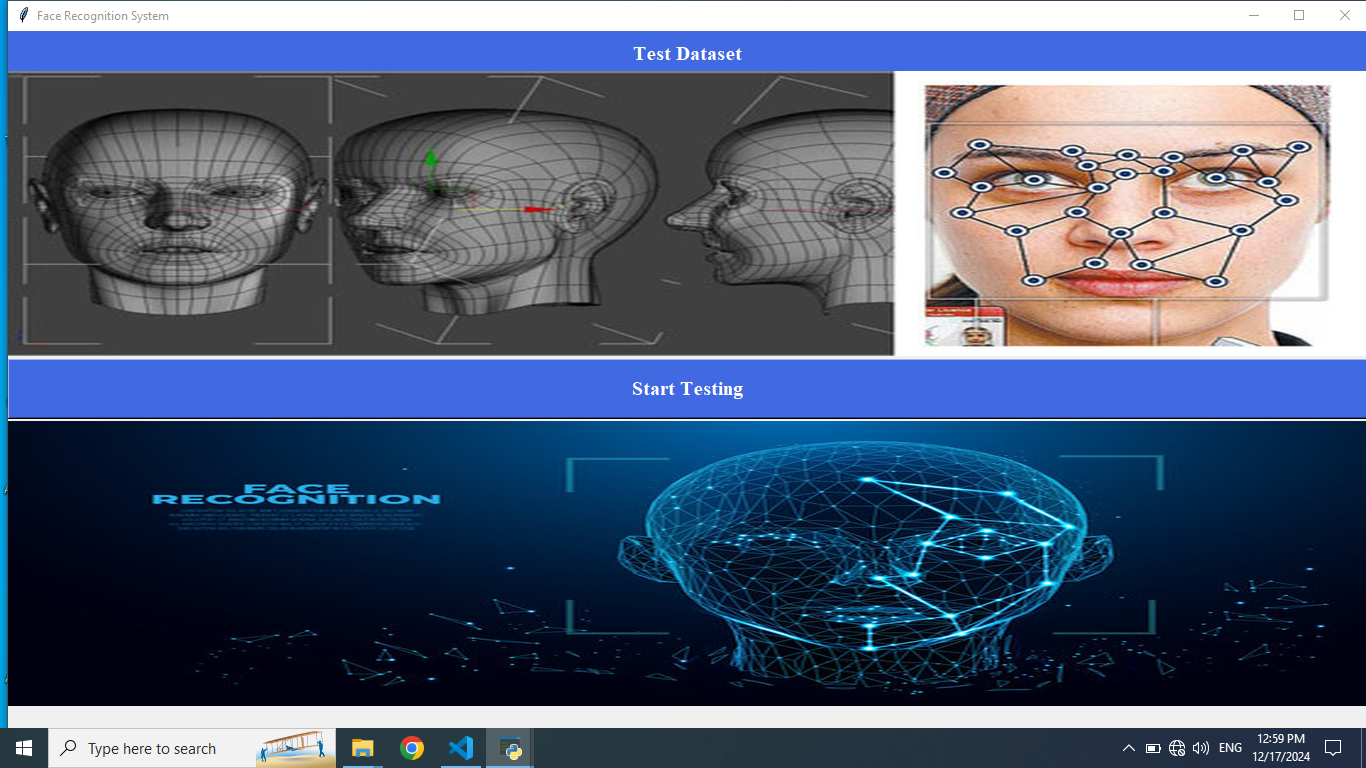 Face Recognition System
Test Dataset
Start Testing
FACE
RECOGNITION
Type here to search
ENG
12:59 PM
12/17/2024